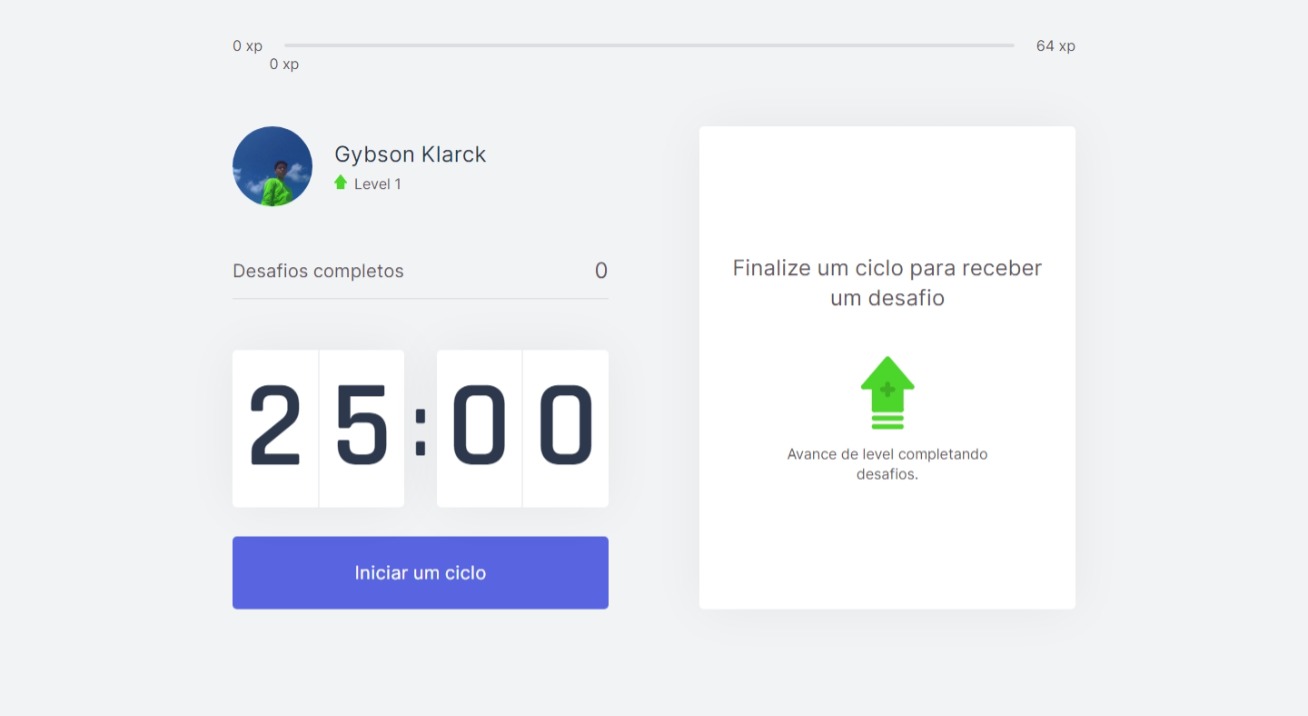 0 xp
64 xp
0 xp
Gybson Klarck
Level 1
Desafios completos
0
25:00
Iniciar um ciclo
Finalize um ciclo para receber
um desafio
Avance de level completando
desafios.